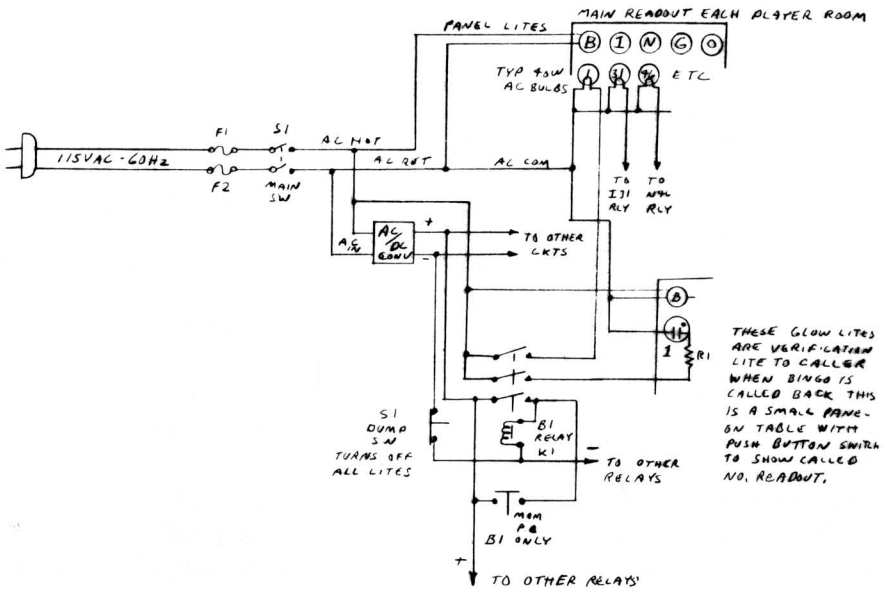 MAIN READOUT EACH PLAYER ROOM
PANEL LITES
B I N G O
TYP 40W
AC BULBS
1 31 46 ETC
F1 S1
AC HOT
115VAC-60HZ
AC RET
AC COM
F2
MAIN
SW
TO
I31
RLY
TO
N46
RLY
AC
IN
AC/
DC
CONV
+
-
TO OTHER
CKTS
B
1
R1
THESE GLOW LITES
ARE VERIFICATION
LITE TO CALLER
WHEN BINGO IS
CALLED BACK THIS
IS A SMALL PANE-
ON TABLE WITH
PUSH BUTTON SWITCH
TO SHOW CALLED
NO. READOUT.
S1
DUMP
SW
TURNS OFF
ALL LITES
B1
RELAY
K1
-
TO OTHER
RELAYS
MOM
PB
B1 ONLY
+
TO OTHER RELAYS